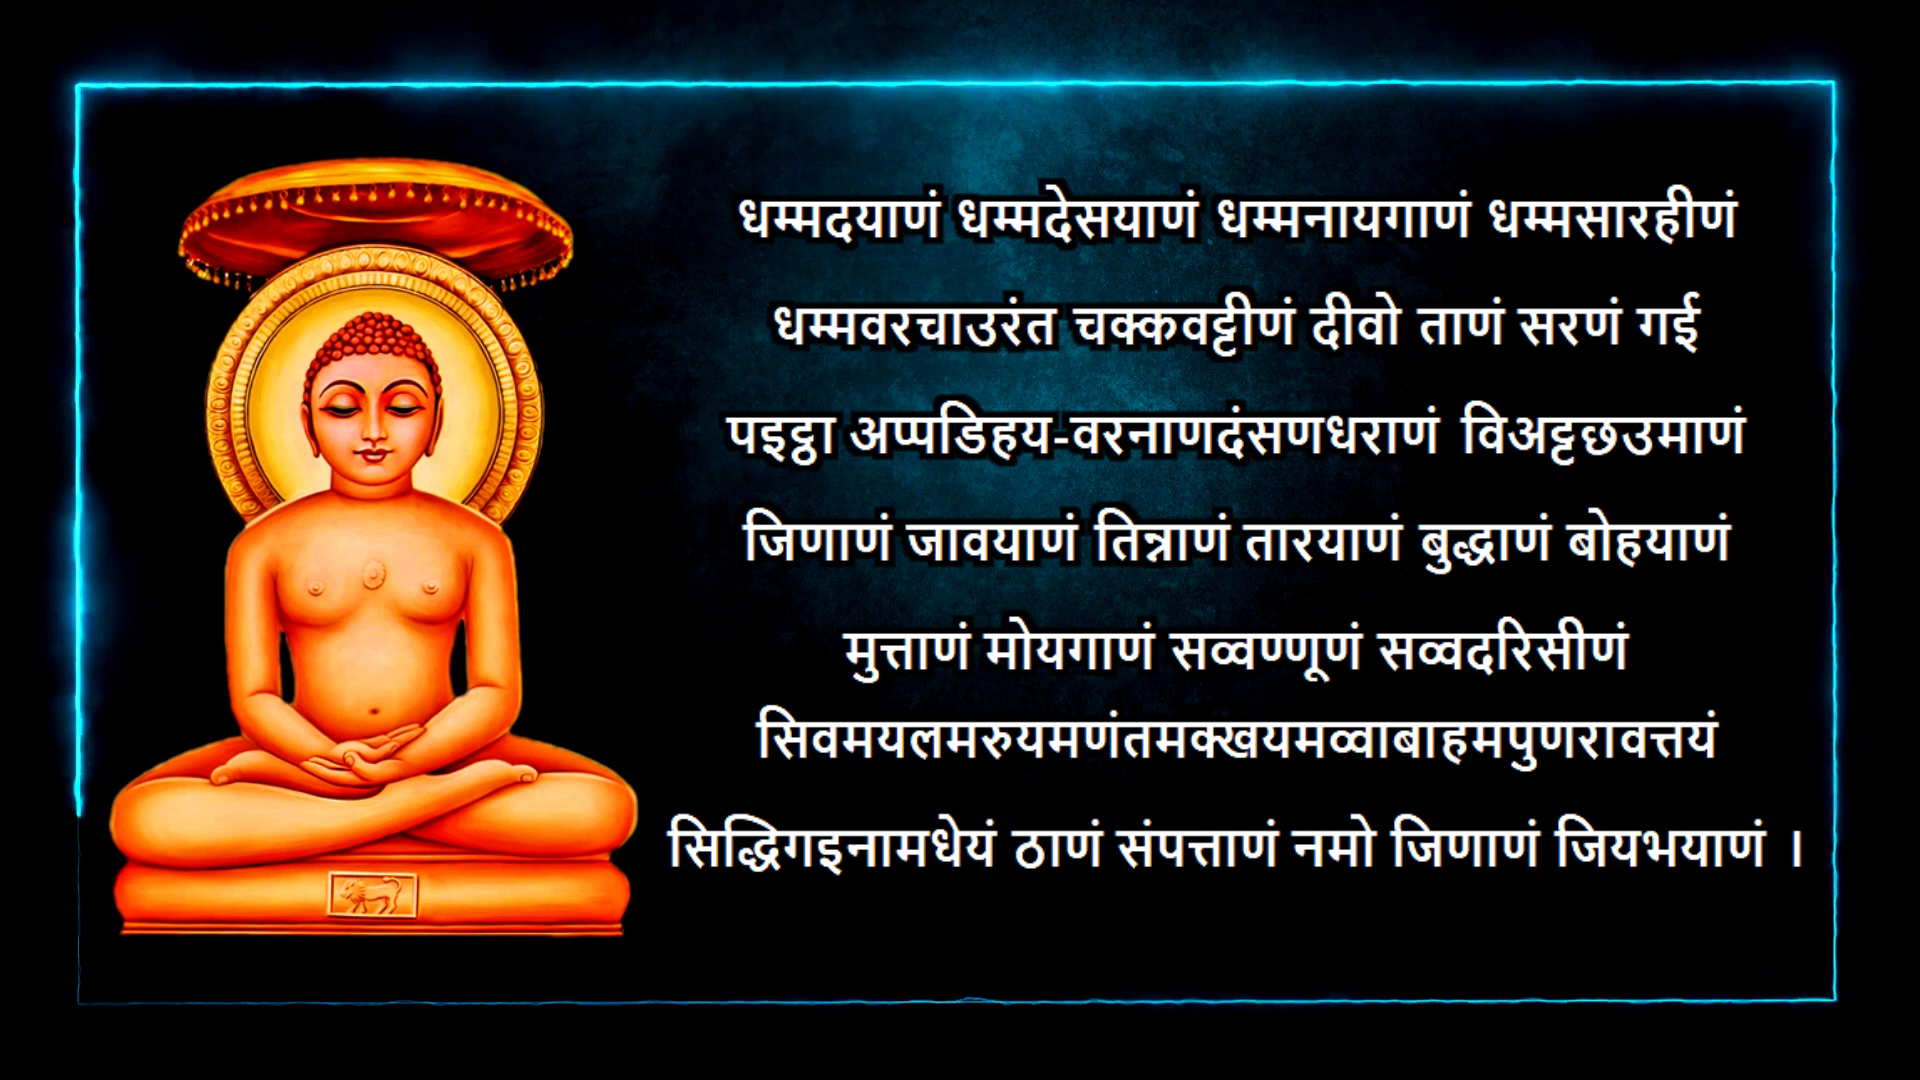 धम्मदयाणं धम्मदेसयाणं धम्मनायगाणं धम्मसारहीणं
धम्मवरचाउरंत चक्कवट्टीणं दीवो ताणं सरणं गई
पइट्ठा अप्पडिहय-वरनाणदंसणधराणं विअट्टछउमाणं
जिणाणं जावयाणं तिन्नाणं तारयाणं बुद्धाणं बोहयाणं
मुत्ताणं मोयगाणं सव्वण्णूणं सव्वदरिसीणं
सिवमयलमरुयमणंतमक्खयमव्वाबाहमपुणरावत्तयं
सिद्धिगइनामधेयं ठाणं संपत्ताणं नमो जिणाणं जियभयाणं ।